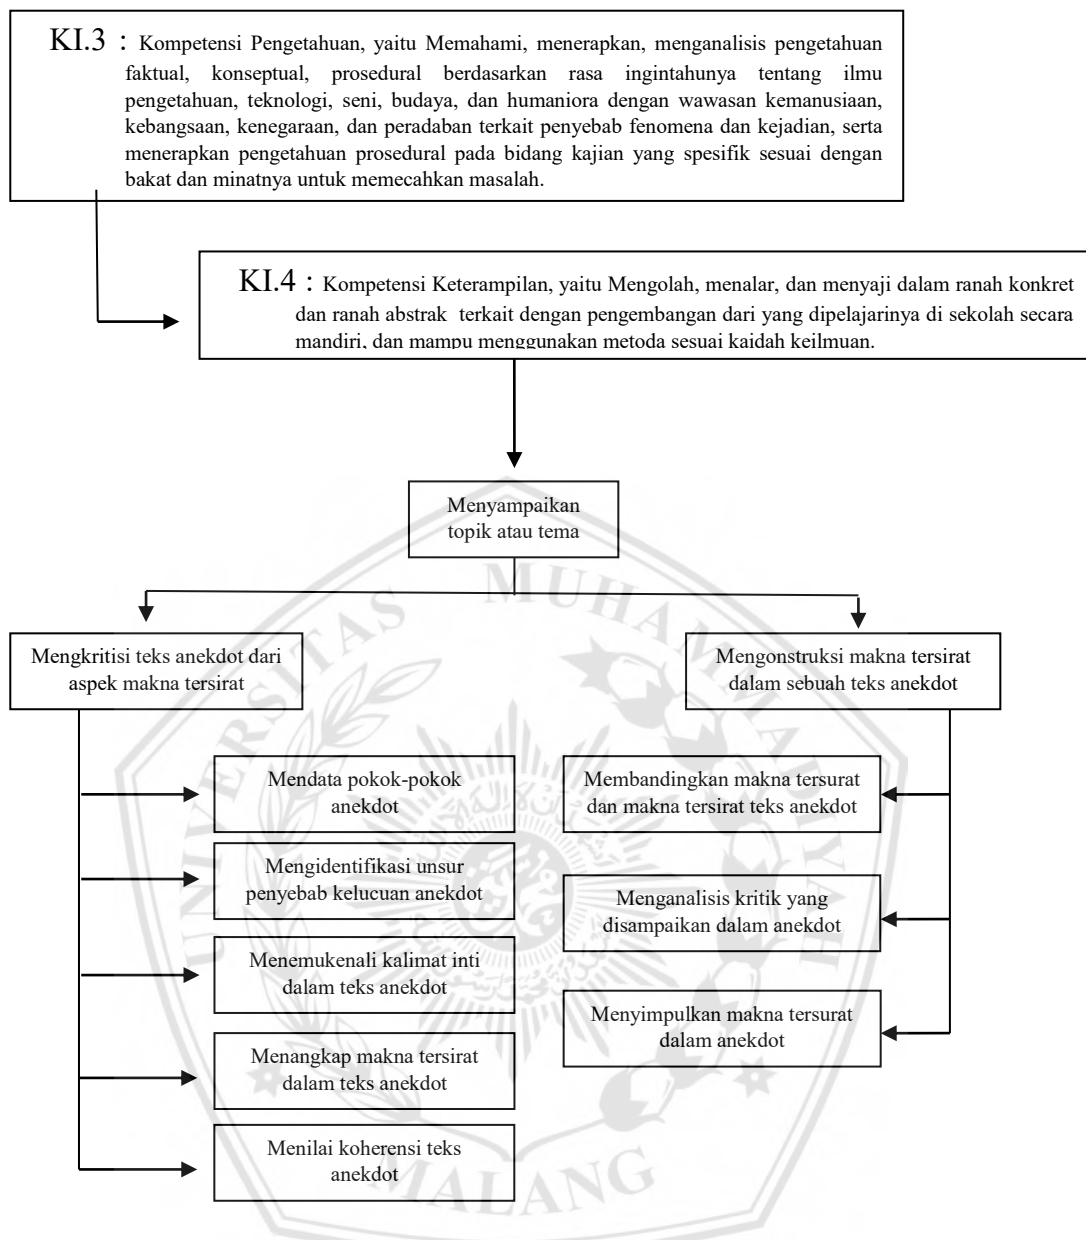 KI.3 : Kompetensi Pengetahuan, yaitu Memahami, menerapkan, menganalisis pengetahuan
faktual, konseptual, prosedural berdasarkan rasa ingintahunya tentang ilmu
pengetahuan, teknologi, seni, budaya, dan humaniora dengan wawasan kemanusiaan,
kebangsaan, kenegaraan, dan peradaban terkait penyebab fenomena dan kejadian, serta
menerapkan pengetahuan prosedural pada bidang kajian yang spesifik sesuai dengan
bakat dan minatnya untuk memecahkan masalah.
KI.4 : Kompetensi Keterampilan, yaitu Mengolah, menalar, dan menyaji dalam ranah konkret
dan ranah abstrak terkait dengan pengembangan dari yang dipelajarinya di sekolah secara
mandiri, dan mampu menggunakan metoda sesuai kaidah keilmuan.
Menyampaikan
topik atau tema
Mengkritisi teks anekdot dari
aspek makna tersirat
Mendata pokok-pokok
anekdot
Mengidentifikasi unsur
penyebab kelucuan anekdot
Menemukenali kalimat inti
dalam teks anekdot
Menangkap makna tersirat
dalam teks anekdot
Menilai koherensi teks
anekdot
Mengonstruksi makna tersirat
dalam sebuah teks anekdot
Membandingkan makna tersurat
dan makna tersirat teks anekdot
Menganalisis kritik yang
disampaikan dalam anekdot
Menyimpulkan makna tersurat
dalam anekdot
UNIVERSITAS MUHAMMADIYAH
MALANG